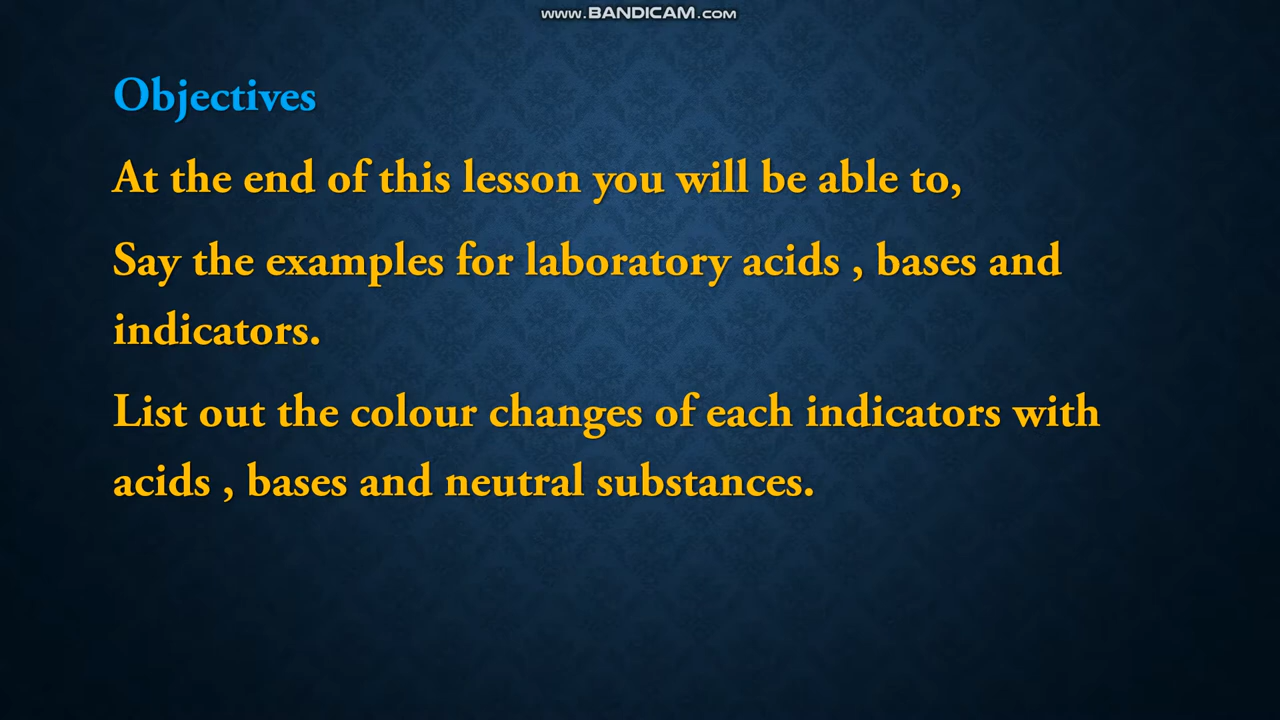 www.BANDICAM.com
Objectives
At the end of this lesson you will be able to,
Say the examples for laboratory acids , bases and
indicators.
List out the colour changes of each indicators with
acids , bases and neutral substances.